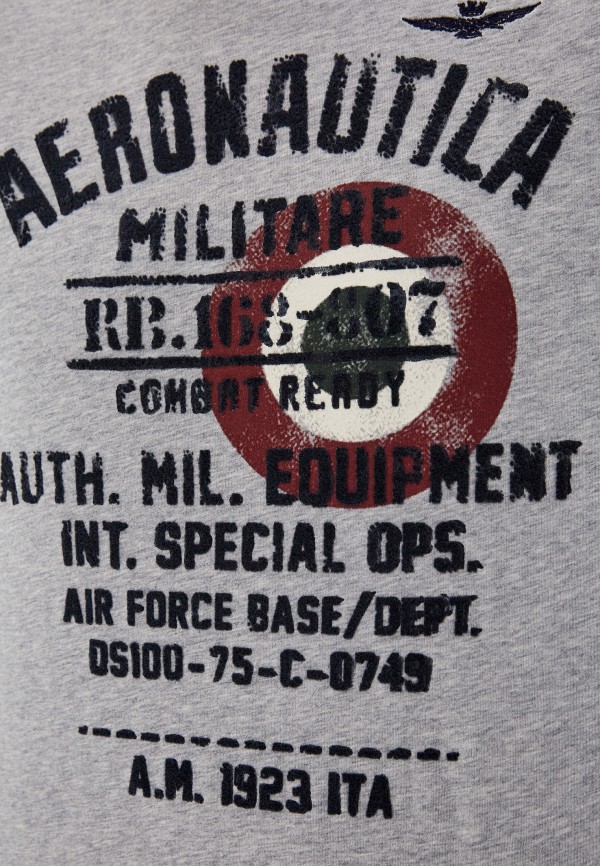 AERONAUTICA
MILITARE
RB.168-807
COMBAT READY
AUTH. MIL. EQUIPMENT
INT. SPECIAL OPS.
AIR FORCE BASE/DEPT.
DS100-75-C-0749
A.M. 1923 ITA